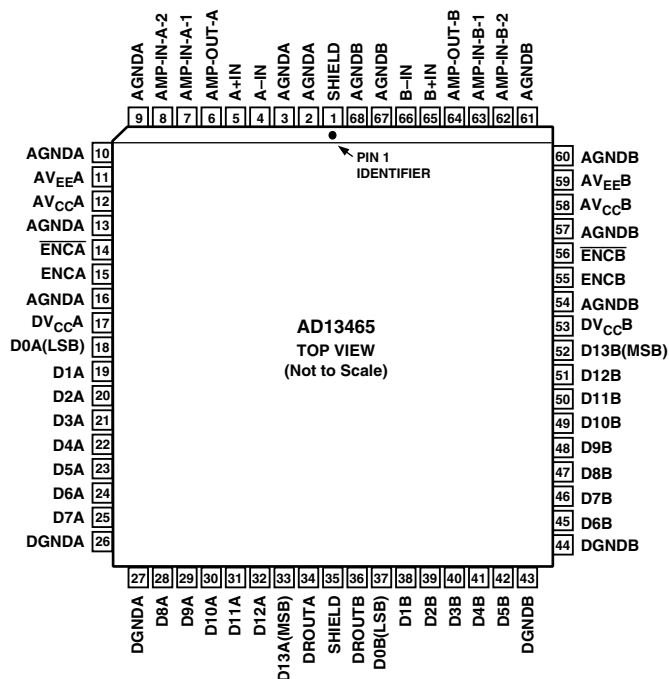 AGNDA
AMP-IN-A-2
AMP-IN-A-1
AMP-OUT-A
A+IN
A–IN
AGNDA
AGNDA
SHIELD
AGNDB
AGNDB
B–IN
B+IN
AMP-OUT-B
AMP-IN-B-1
AMP-IN-B-2
AGNDB
9 8 7 6 5 4 3 2 1 68 67 66 65 64 63 62 61
PIN 1
IDENTIFIER
AGNDA 10
AVEEA 11
AVCCA 12
AGNDA 13
ENCA 14
ENCA 15
AGNDA 16
DVCCA 17
D0A(LSB) 18
D1A 19
D2A 20
D3A 21
D4A 22
D5A 23
D6A 24
D7A 25
DGNDA 26
AD13465
TOP VIEW
(Not to Scale)
60 AGNDB
59 AVEEB
58 AVCCB
57 AGNDB
56 ENCB
55 ENCB
54 AGNDB
53 DVCCB
52 D13B(MSB)
51 D12B
50 D11B
49 D10B
48 D9B
47 D8B
46 D7B
45 D6B
44 DGNDB
27 28 29 30 31 32 33 34 35 36 37 38 39 40 41 42 43
DGNDA
D8A
D9A
D10A
D11A
D12A
D13A(MSB)
DROUTA
SHIELD
DROUTB
D0B(LSB)
D1B
D2B
D3B
D4B
D5B
DGNDB